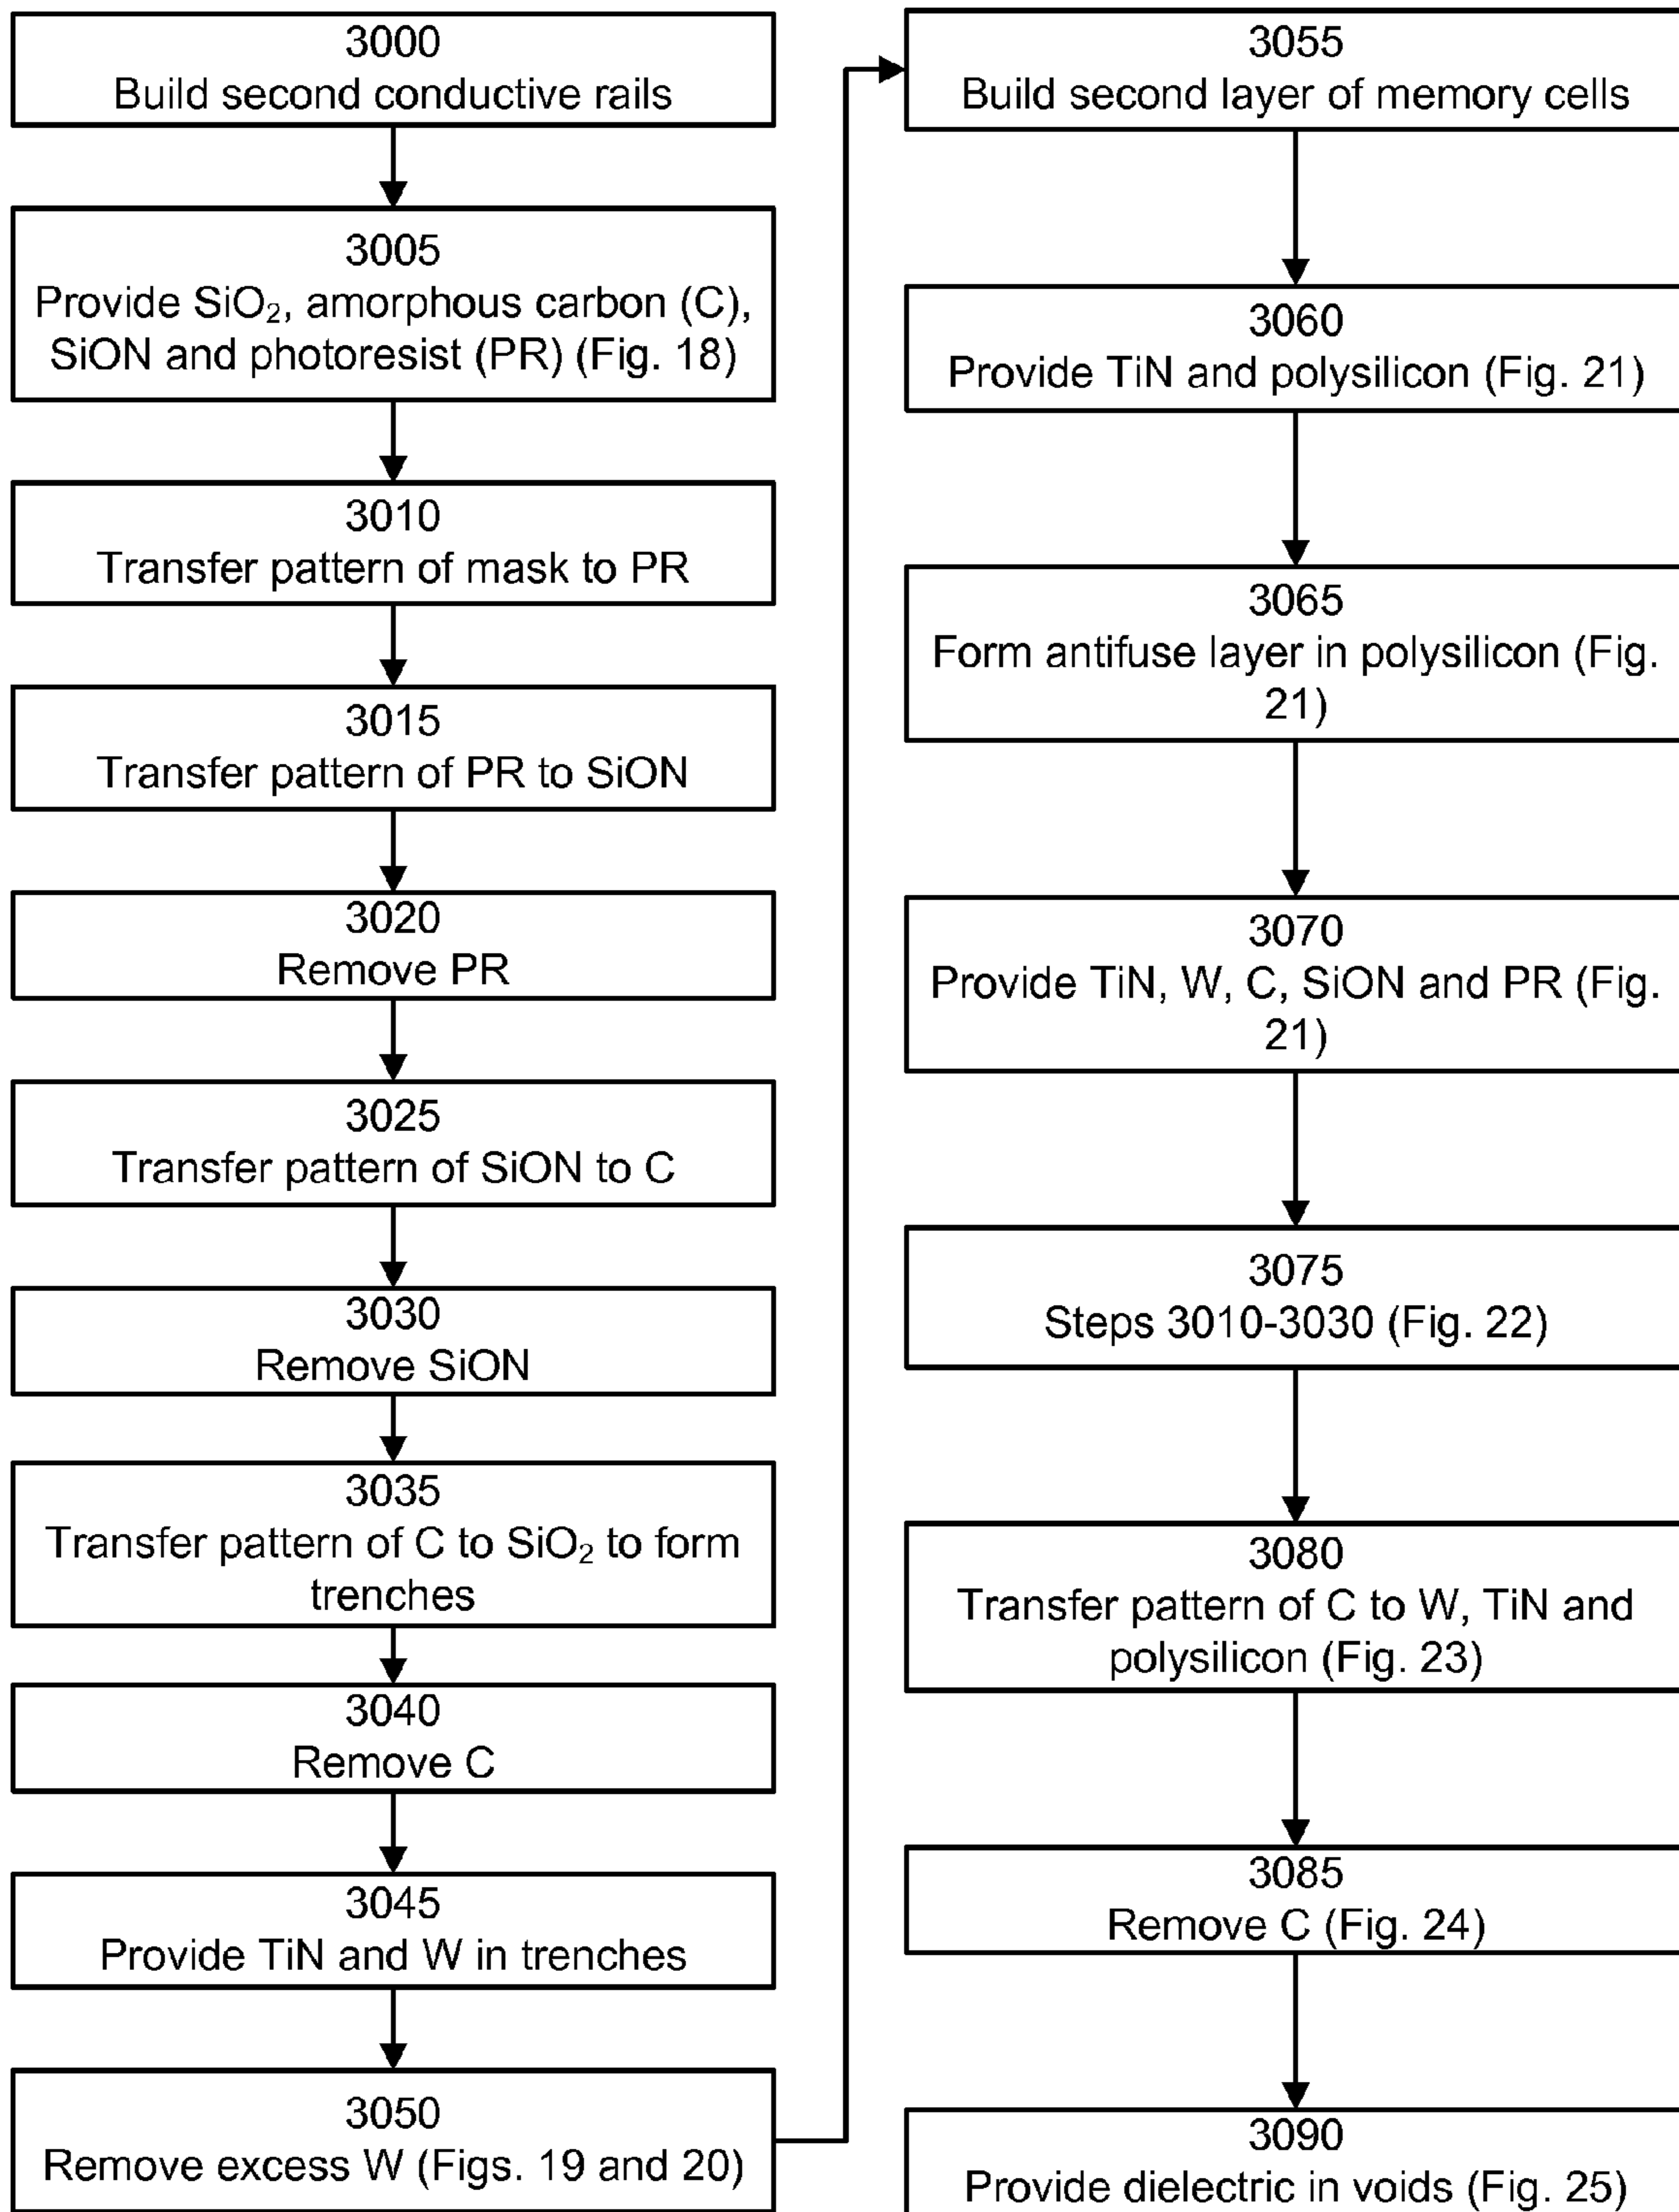 3000
Build second conductive rails
3005
Provide SiO₂, amorphous carbon (C),
SiON and photoresist (PR) (Fig. 18)
3010
Transfer pattern of mask to PR
3015
Transfer pattern of PR to SiON
3020
Remove PR
3025
Transfer pattern of SiON to C
3030
Remove SiON
3035
Transfer pattern of C to SiO₂ to form
trenches
3040
Remove C
3045
Provide TiN and W in trenches
3050
Remove excess W (Figs. 19 and 20)
3055
Build second layer of memory cells
3060
Provide TiN and polysilicon (Fig. 21)
3065
Form antifuse layer in polysilicon (Fig.
21)
3070
Provide TiN, W, C, SiON and PR (Fig.
21)
3075
Steps 3010-3030 (Fig. 22)
3080
Transfer pattern of C to W, TiN and
polysilicon (Fig. 23)
3085
Remove C (Fig. 24)
3090
Provide dielectric in voids (Fig. 25)